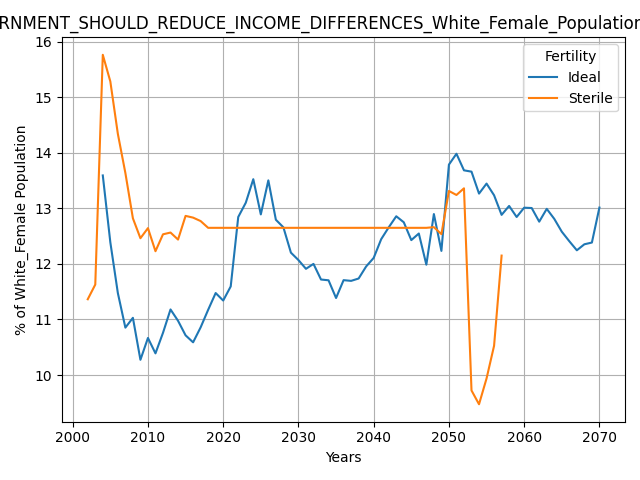 RNMENT_SHOULD_REDUCE_INCOME_DIFFERENCES_White_Female_Population
% of White_Female Population
16
15
14
13
12
11
10
Fertility
Ideal
Sterile
2000 2010 2020 2030 2040 2050 2060 2070
Years